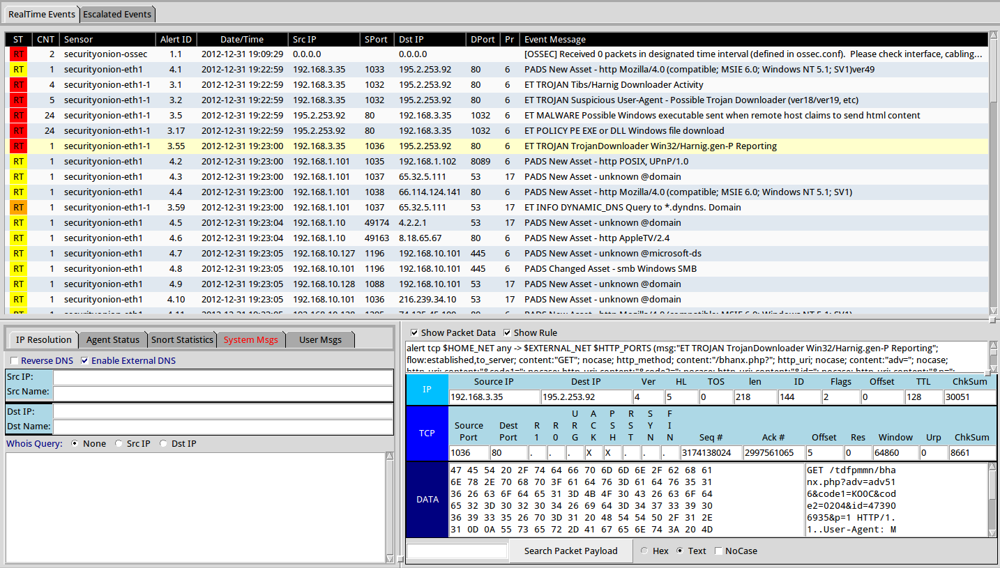 RealTime Events Escalated Events
ST CNT Sensor Alert ID Date/Time Src IP SPort Dst IP DPort Pr Event Message
RT 2 securityonion-ossec 1.1 2012-12-31 19:09:29 0.0.0.0 0.0.0.0 [OSSEC] Received 0 packets in designated time interval (defined in ossec.conf). Please check interface, cabling...
RT 1 securityonion-eth1 4.1 2012-12-31 19:22:59 192.168.3.35 1033 195.2.253.92 80 6 PADS New Asset - http Mozilla/4.0 (compatible; MSIE 6.0; Windows NT 5.1; SV1)ver49
RT 4 securityonion-eth1-1 3.1 2012-12-31 19:22:59 192.168.3.35 1032 195.2.253.92 80 6 ET TROJAN Tibs/Harnig Downloader Activity
RT 5 securityonion-eth1-1 3.2 2012-12-31 19:22:59 192.168.3.35 1032 195.2.253.92 80 6 ET TROJAN Suspicious User-Agent - Possible Trojan Downloader (ver18/ver19, etc)
RT 24 securityonion-eth1-1 3.5 2012-12-31 19:22:59 195.2.253.92 80 192.168.3.35 1032 6 ET MALWARE Possible Windows executable sent when remote host claims to send html content
RT 24 securityonion-eth1-1 3.17 2012-12-31 19:22:59 195.2.253.92 80 192.168.3.35 1032 6 ET POLICY PE EXE or DLL Windows file download
RT 1 securityonion-eth1-1 3.55 2012-12-31 19:23:00 192.168.3.35 1036 195.2.253.92 80 6 ET TROJAN TrojanDownloader Win32/Harnig.gen-P Reporting
RT 1 securityonion-eth1 4.2 2012-12-31 19:23:00 192.168.1.101 1035 192.168.1.102 8089 6 PADS New Asset - http POSIX, UPnP/1.0
RT 1 securityonion-eth1 4.3 2012-12-31 19:23:00 192.168.1.101 1037 65.32.5.111 53 17 PADS New Asset - unknown @domain
RT 1 securityonion-eth1 4.4 2012-12-31 19:23:00 192.168.1.101 1038 66.114.124.141 80 6 PADS New Asset - http Mozilla/4.0 (compatible; MSIE 6.0; Windows NT 5.1; SV1)
RT 1 securityonion-eth1-1 3.59 2012-12-31 19:23:00 192.168.1.101 1037 65.32.5.111 53 17 ET INFO DYNAMIC_DNS Query to *.dyndns. Domain
RT 1 securityonion-eth1 4.5 2012-12-31 19:23:04 192.168.1.10 49174 4.2.2.1 53 17 PADS New Asset - unknown @domain
RT 1 securityonion-eth1 4.6 2012-12-31 19:23:04 192.168.1.10 49163 8.18.65.67 80 6 PADS New Asset - http AppleTV/2.4
RT 1 securityonion-eth1 4.7 2012-12-31 19:23:05 192.168.10.127 1196 192.168.10.101 445 6 PADS New Asset - unknown @microsoft-ds
RT 1 securityonion-eth1 4.8 2012-12-31 19:23:05 192.168.10.101 1196 192.168.10.101 445 6 PADS Changed Asset - smb Windows SMB
RT 1 securityonion-eth1 4.9 2012-12-31 19:23:05 192.168.10.128 1088 192.168.10.101 53 17 PADS New Asset - unknown @domain
RT 1 securityonion-eth1 4.10 2012-12-31 19:23:05 192.168.10.101 1036 216.239.34.10 53 17 PADS New Asset - unknown @domain
IP Resolution Agent Status Snort Statistics System Msgs User Msgs
Reverse DNS Enable External DNS
Src IP:
Src Name:
Dst IP:
Dst Name:
Whois Query: None Src IP Dst IP
Show Packet Data Show Rule
alert tcp $HOME_NET any -> $EXTERNAL_NET $HTTP_PORTS (msg:"ET TROJAN TrojanDownloader Win32/Harnig.gen-P Reporting";
flow:established,to_server; content:"GET"; nocase; http_method; content:"/bhanx.php?"; http_uri; nocase; content:"adv="; nocase;
IP Source IP Dest IP Ver HL TOS len ID Flags Offset TTL ChkSum
192.168.3.35 195.2.253.92 4 5 0 218 144 2 0 128 30051
TCP Source Port Dest Port R1 R0 URG ACK PSH RST SYN FIN Seq # Ack # Offset Res Window Urp ChkSum
1036 80 . . . X X . . . 3174138024 2997561065 5 0 64860 0 8661
DATA
47 45 54 20 2F 74 64 66 70 6D 6D 6E 2F 62 68 61 GET /tdfpmmn/bha
6E 78 2E 70 68 70 3F 61 64 76 3D 61 64 76 35 31 nx.php?adv=adv51
36 26 63 6F 64 65 31 3D 4B 4F 30 43 26 63 6F 64 6&code1=KO0C&cod
65 32 3D 30 32 30 34 26 69 64 3D 34 37 33 39 30 e2=0204&id=47390
36 39 33 35 26 70 3D 31 20 48 54 54 50 2F 31 2E 6935&p=1 HTTP/1.
31 0D 0A 55 73 65 72 2D 41 67 65 6E 74 3A 20 4D 1..User-Agent: M
Search Packet Payload Hex Text NoCase